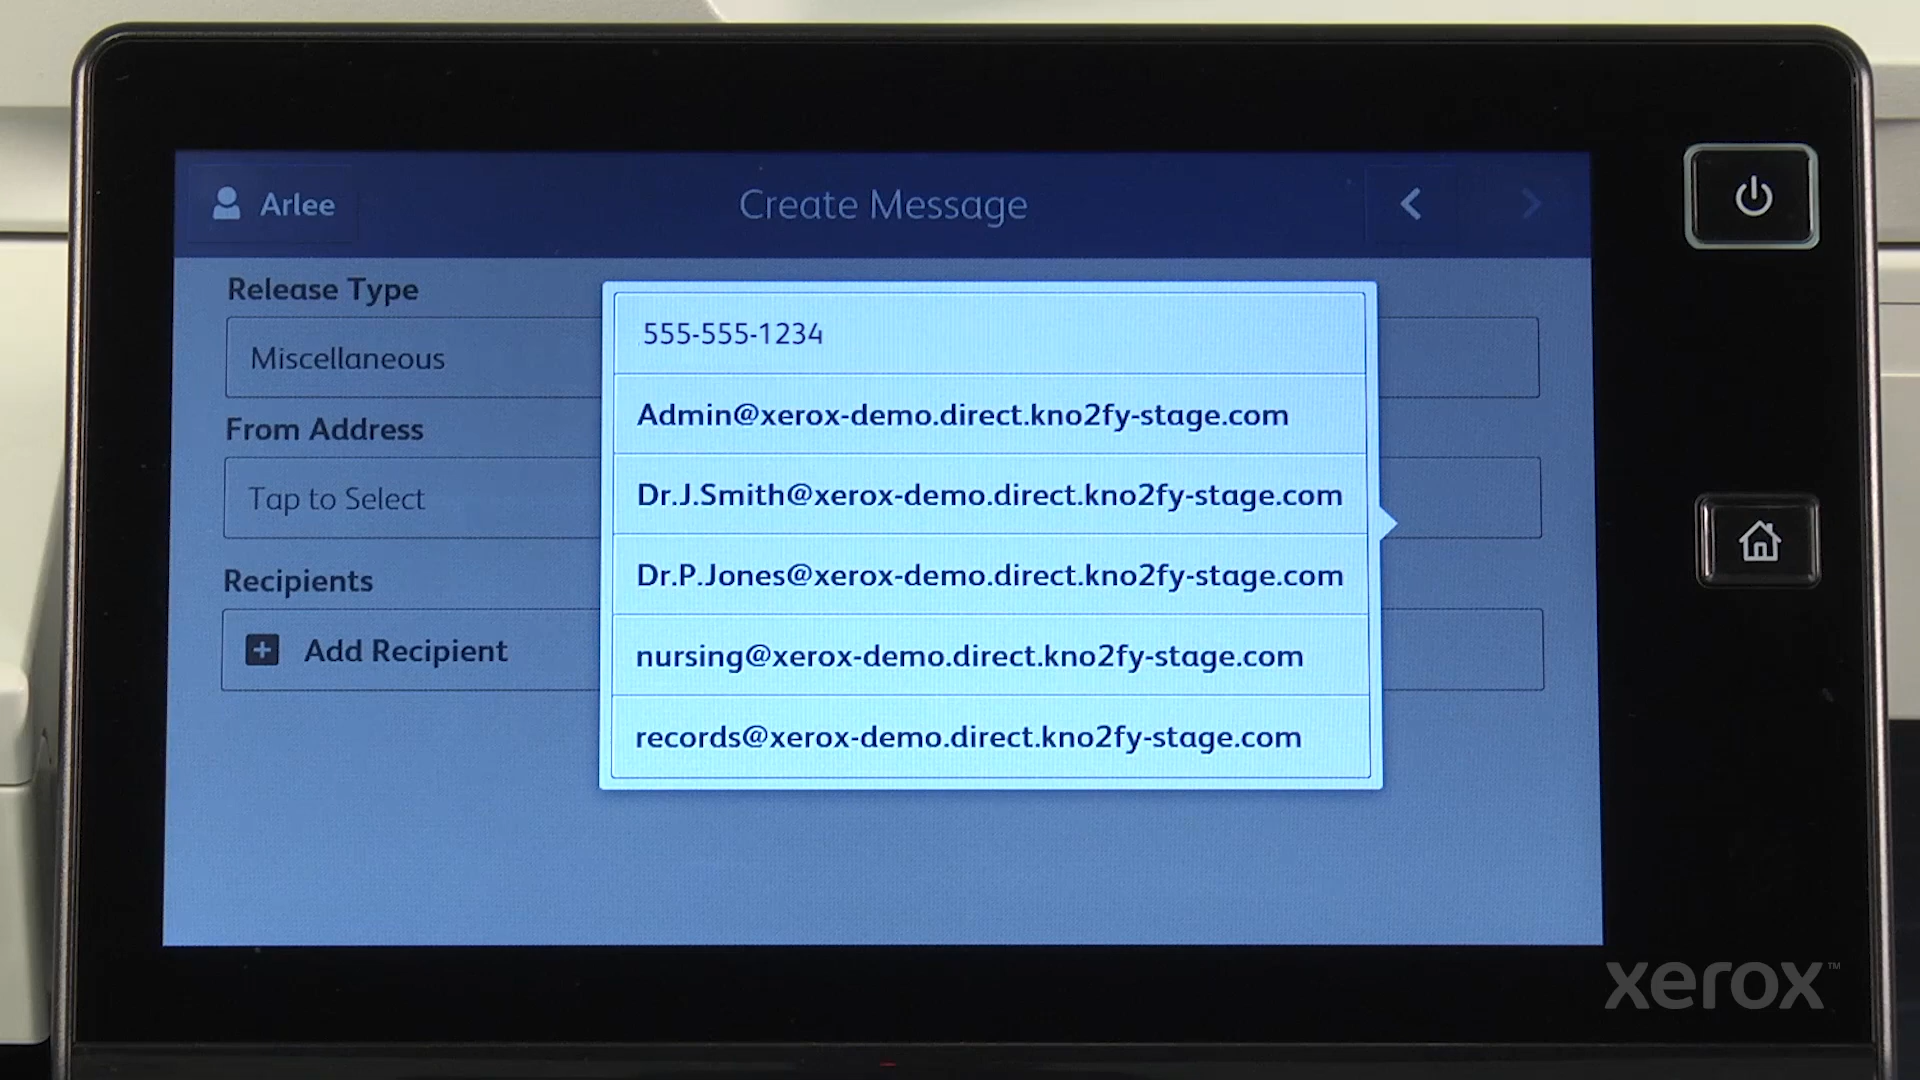 Arlee
Create Message
Release Type
Miscellaneous
From Address
Tap to Select
Recipients
Add Recipient
555-555-1234
Admin@xerox-demo.direct.kno2fy-stage.com
Dr.J.Smith@xerox-demo.direct.kno2fy-stage.com
Dr.P.Jones@xerox-demo.direct.kno2fy-stage.com
nursing@xerox-demo.direct.kno2fy-stage.com
records@xerox-demo.direct.kno2fy-stage.com
xerox™